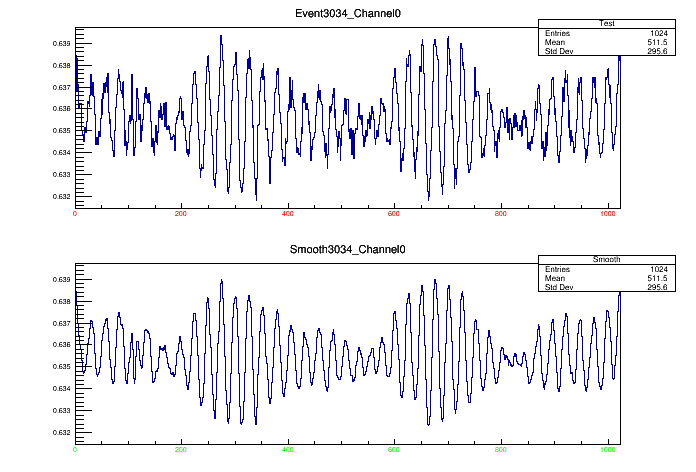 Event3034_Channel0
Test
Entries 1024
Mean 511.5
Std Dev 295.6
0.639
0.638
0.637
0.636
0.635
0.634
0.633
0.632
0 200 400 600 800 1000
Smooth3034_Channel0
Smooth
Entries 1024
Mean 511.5
Std Dev 295.6
0.639
0.638
0.637
0.636
0.635
0.634
0.633
0.632
0 200 400 600 800 1000